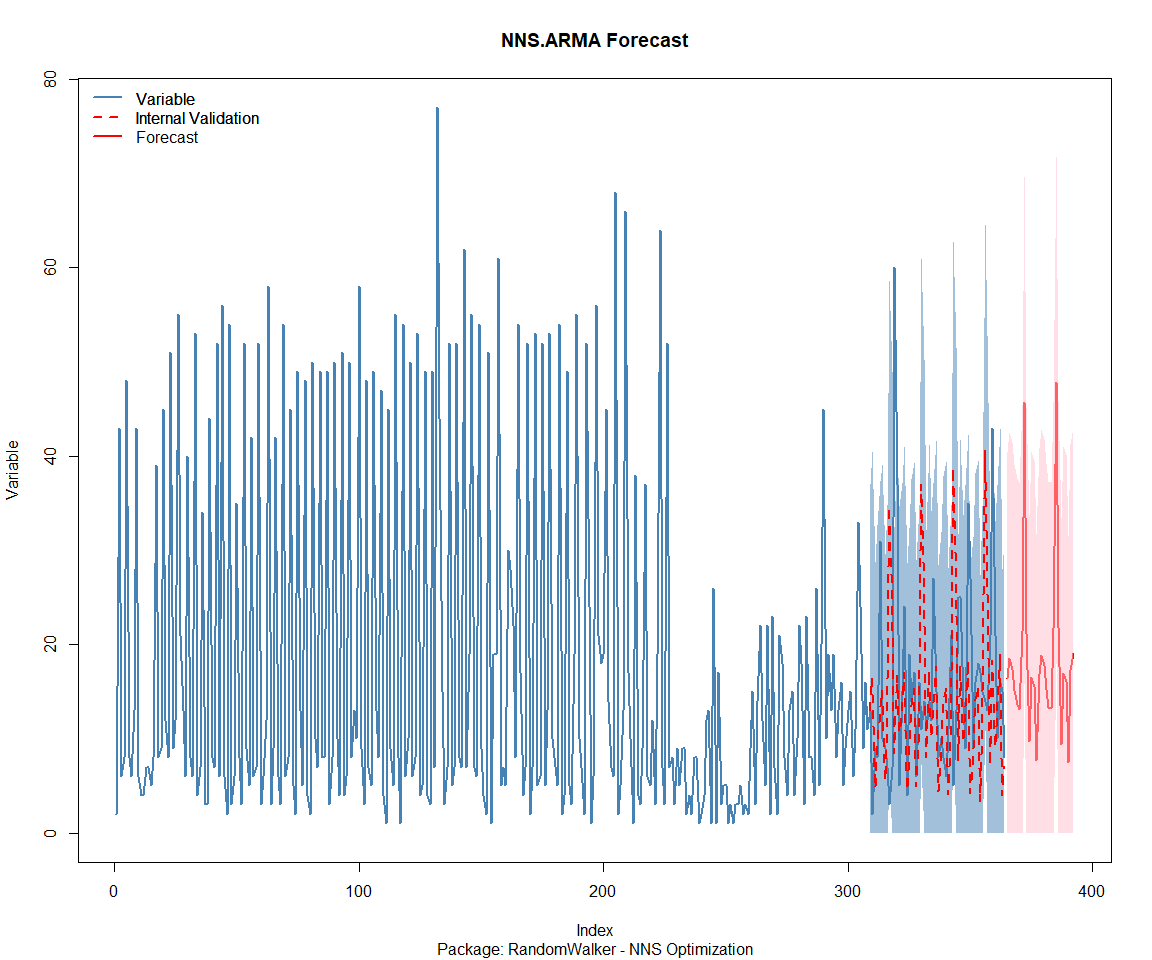 NNS.ARMA Forecast
Variable
Internal Validation
Forecast
Variable
80
60
40
20
0
0 100 200 300 400
Index
Package: RandomWalker - NNS Optimization